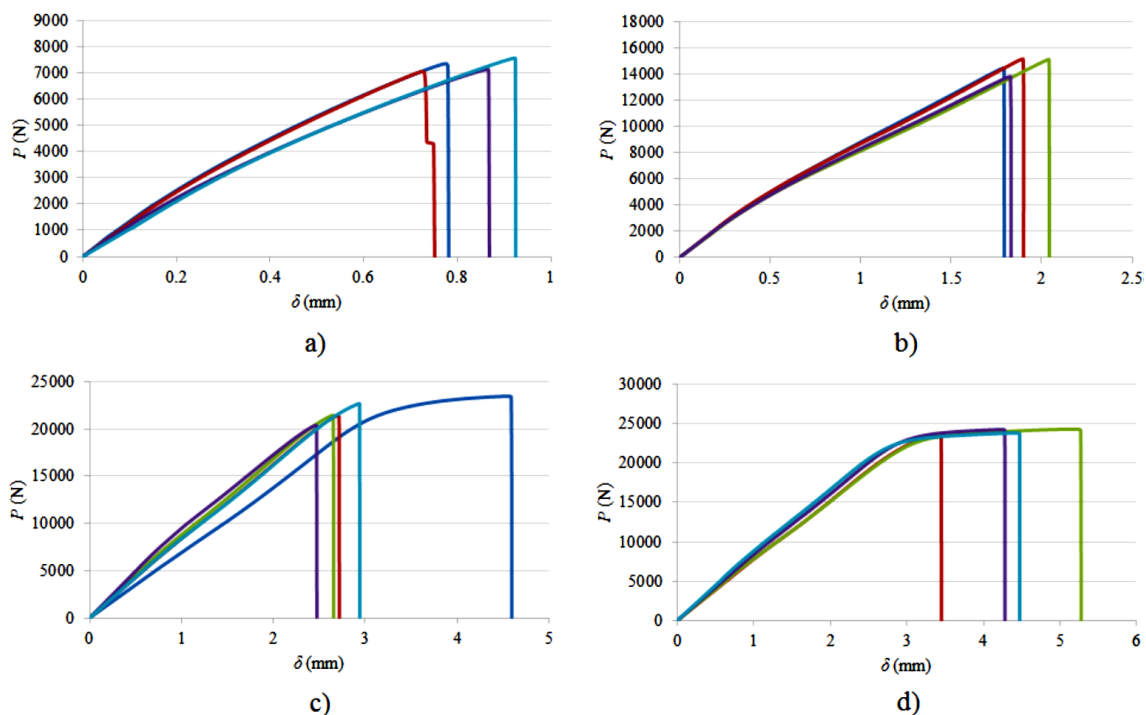 9000
8000
7000
6000
5000
4000
3000
2000
1000
0
P (N)
0 0.2 0.4 0.6 0.8 1
δ (mm)
a)
18000
16000
14000
12000
10000
8000
6000
4000
2000
0
P (N)
0 0.5 1 1.5 2 2.5
δ (mm)
b)
25000
20000
15000
10000
5000
0
P (N)
0 1 2 3 4 5
δ (mm)
c)
30000
25000
20000
15000
10000
5000
0
P (N)
0 1 2 3 4 5 6
δ (mm)
d)